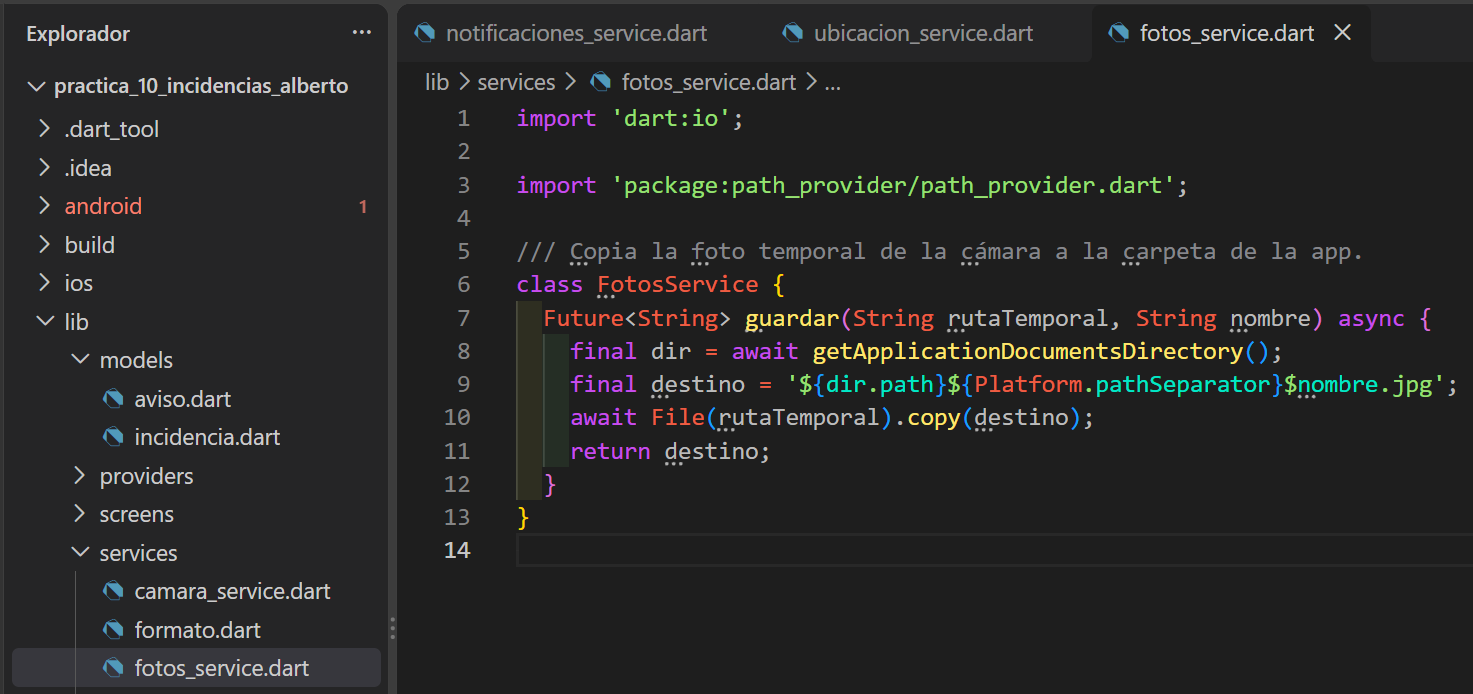 Explorador ...
practica_10_incidencias_alberto
.dart_tool
.idea
android 1
build
ios
lib
models
aviso.dart
incidencia.dart
providers
screens
services
camara_service.dart
formato.dart
fotos_service.dart
notificaciones_service.dart ubicacion_service.dart fotos_service.dart
lib > services > fotos_service.dart > ...
1 import 'dart:io';
2
3 import 'package:path_provider/path_provider.dart';
4
5 /// Copia la foto temporal de la cámara a la carpeta de la app.
6 class FotosService {
7 Future<String> guardar(String rutaTemporal, String nombre) async {
8 final dir = await getApplicationDocumentsDirectory();
9 final destino = '${dir.path}${Platform.pathSeparator}$nombre.jpg';
10 await File(rutaTemporal).copy(destino);
11 return destino;
12 }
13 }
14